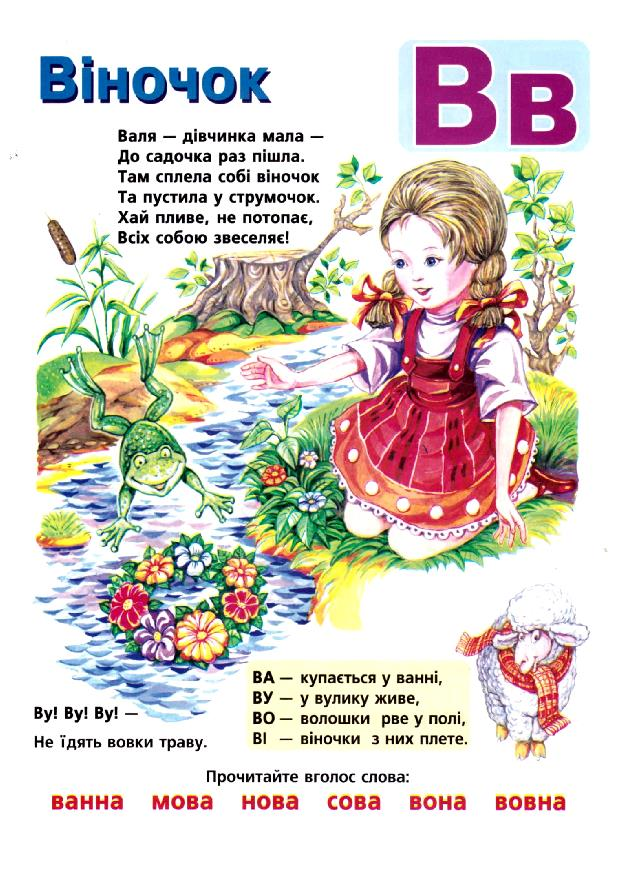 Віночок
Вв
Валя — дівчинка мала —
До садочка раз пішла.
Там сплела собі віночок
Та пустила у струмочок.
Хай пливе, не потопає,
Всіх собою звеселяє!
ВА — купається у ванні,
ВУ — у вулику живе,
ВО — волошки рве у полі,
ВІ — віночки з них плете.
Ву! Ву! Ву! —
Не їдять вовки траву.
Прочитайте вголос слова:
ванна мова нова сова вона вовна